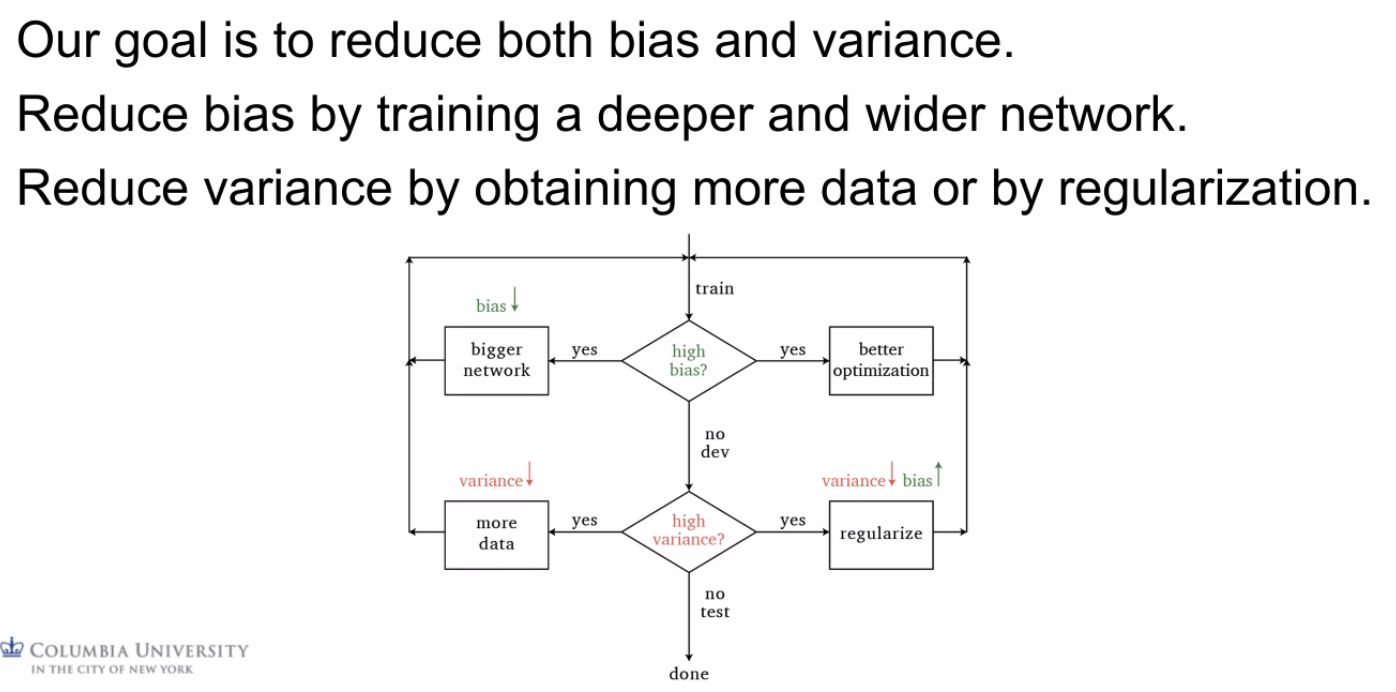 Our goal is to reduce both bias and variance.
Reduce bias by training a deeper and wider network.
Reduce variance by obtaining more data or by regularization.
train
bias
bigger
network
yes
high
bias?
yes
better
optimization
no
dev
variance
variance bias
more
data
yes
high
variance?
yes
regularize
no
test
done
COLUMBIA UNIVERSITY
IN THE CITY OF NEW YORK